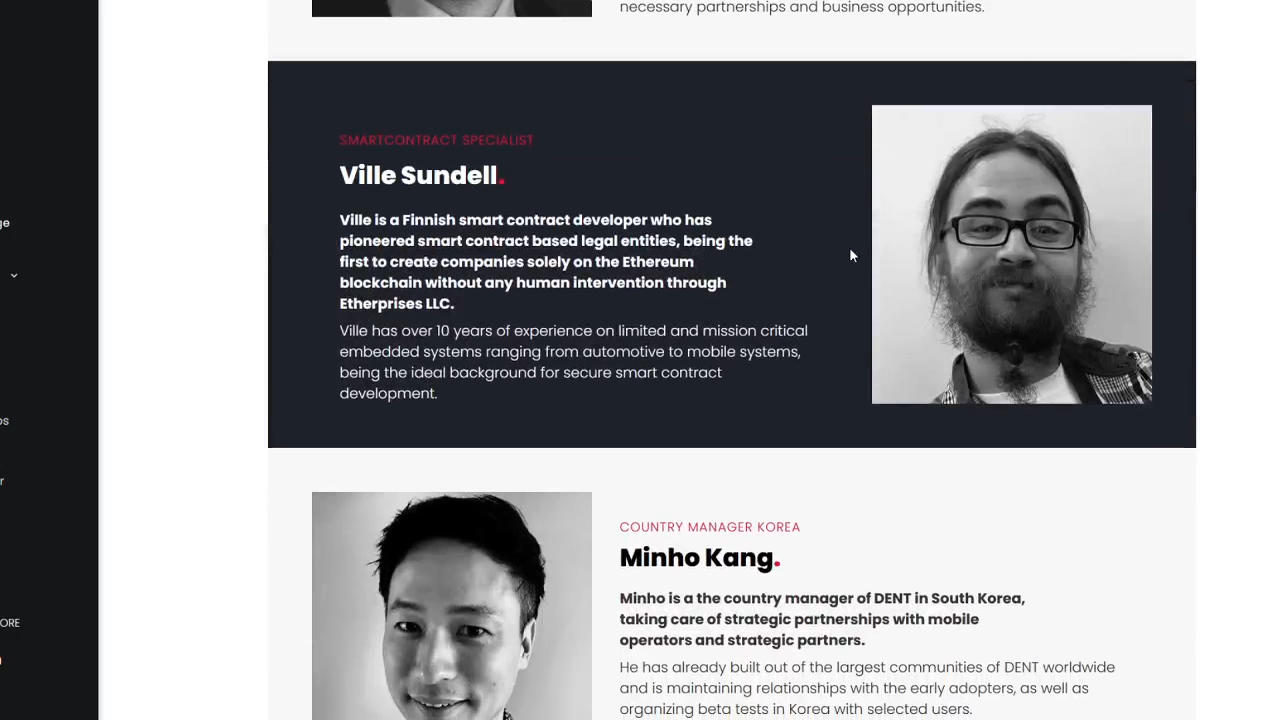 necessary partnerships and business opportunities.
SMARTCONTRACT SPECIALIST
Ville Sundell.
Ville is a Finnish smart contract developer who has
pioneered smart contract based legal entities, being the
first to create companies solely on the Ethereum
blockchain without any human intervention through
Etherprises LLC.
Ville has over 10 years of experience on limited and mission critical
embedded systems ranging from automotive to mobile systems,
being the ideal background for secure smart contract
development.
COUNTRY MANAGER KOREA
Minho Kang.
Minho is a the country manager of DENT in South Korea,
taking care of strategic partnerships with mobile
operators and strategic partners.
He has already built out of the largest communities of DENT worldwide
and is maintaining relationships with the early adopters, as well as
organizing beta tests in Korea with selected users.
ORE